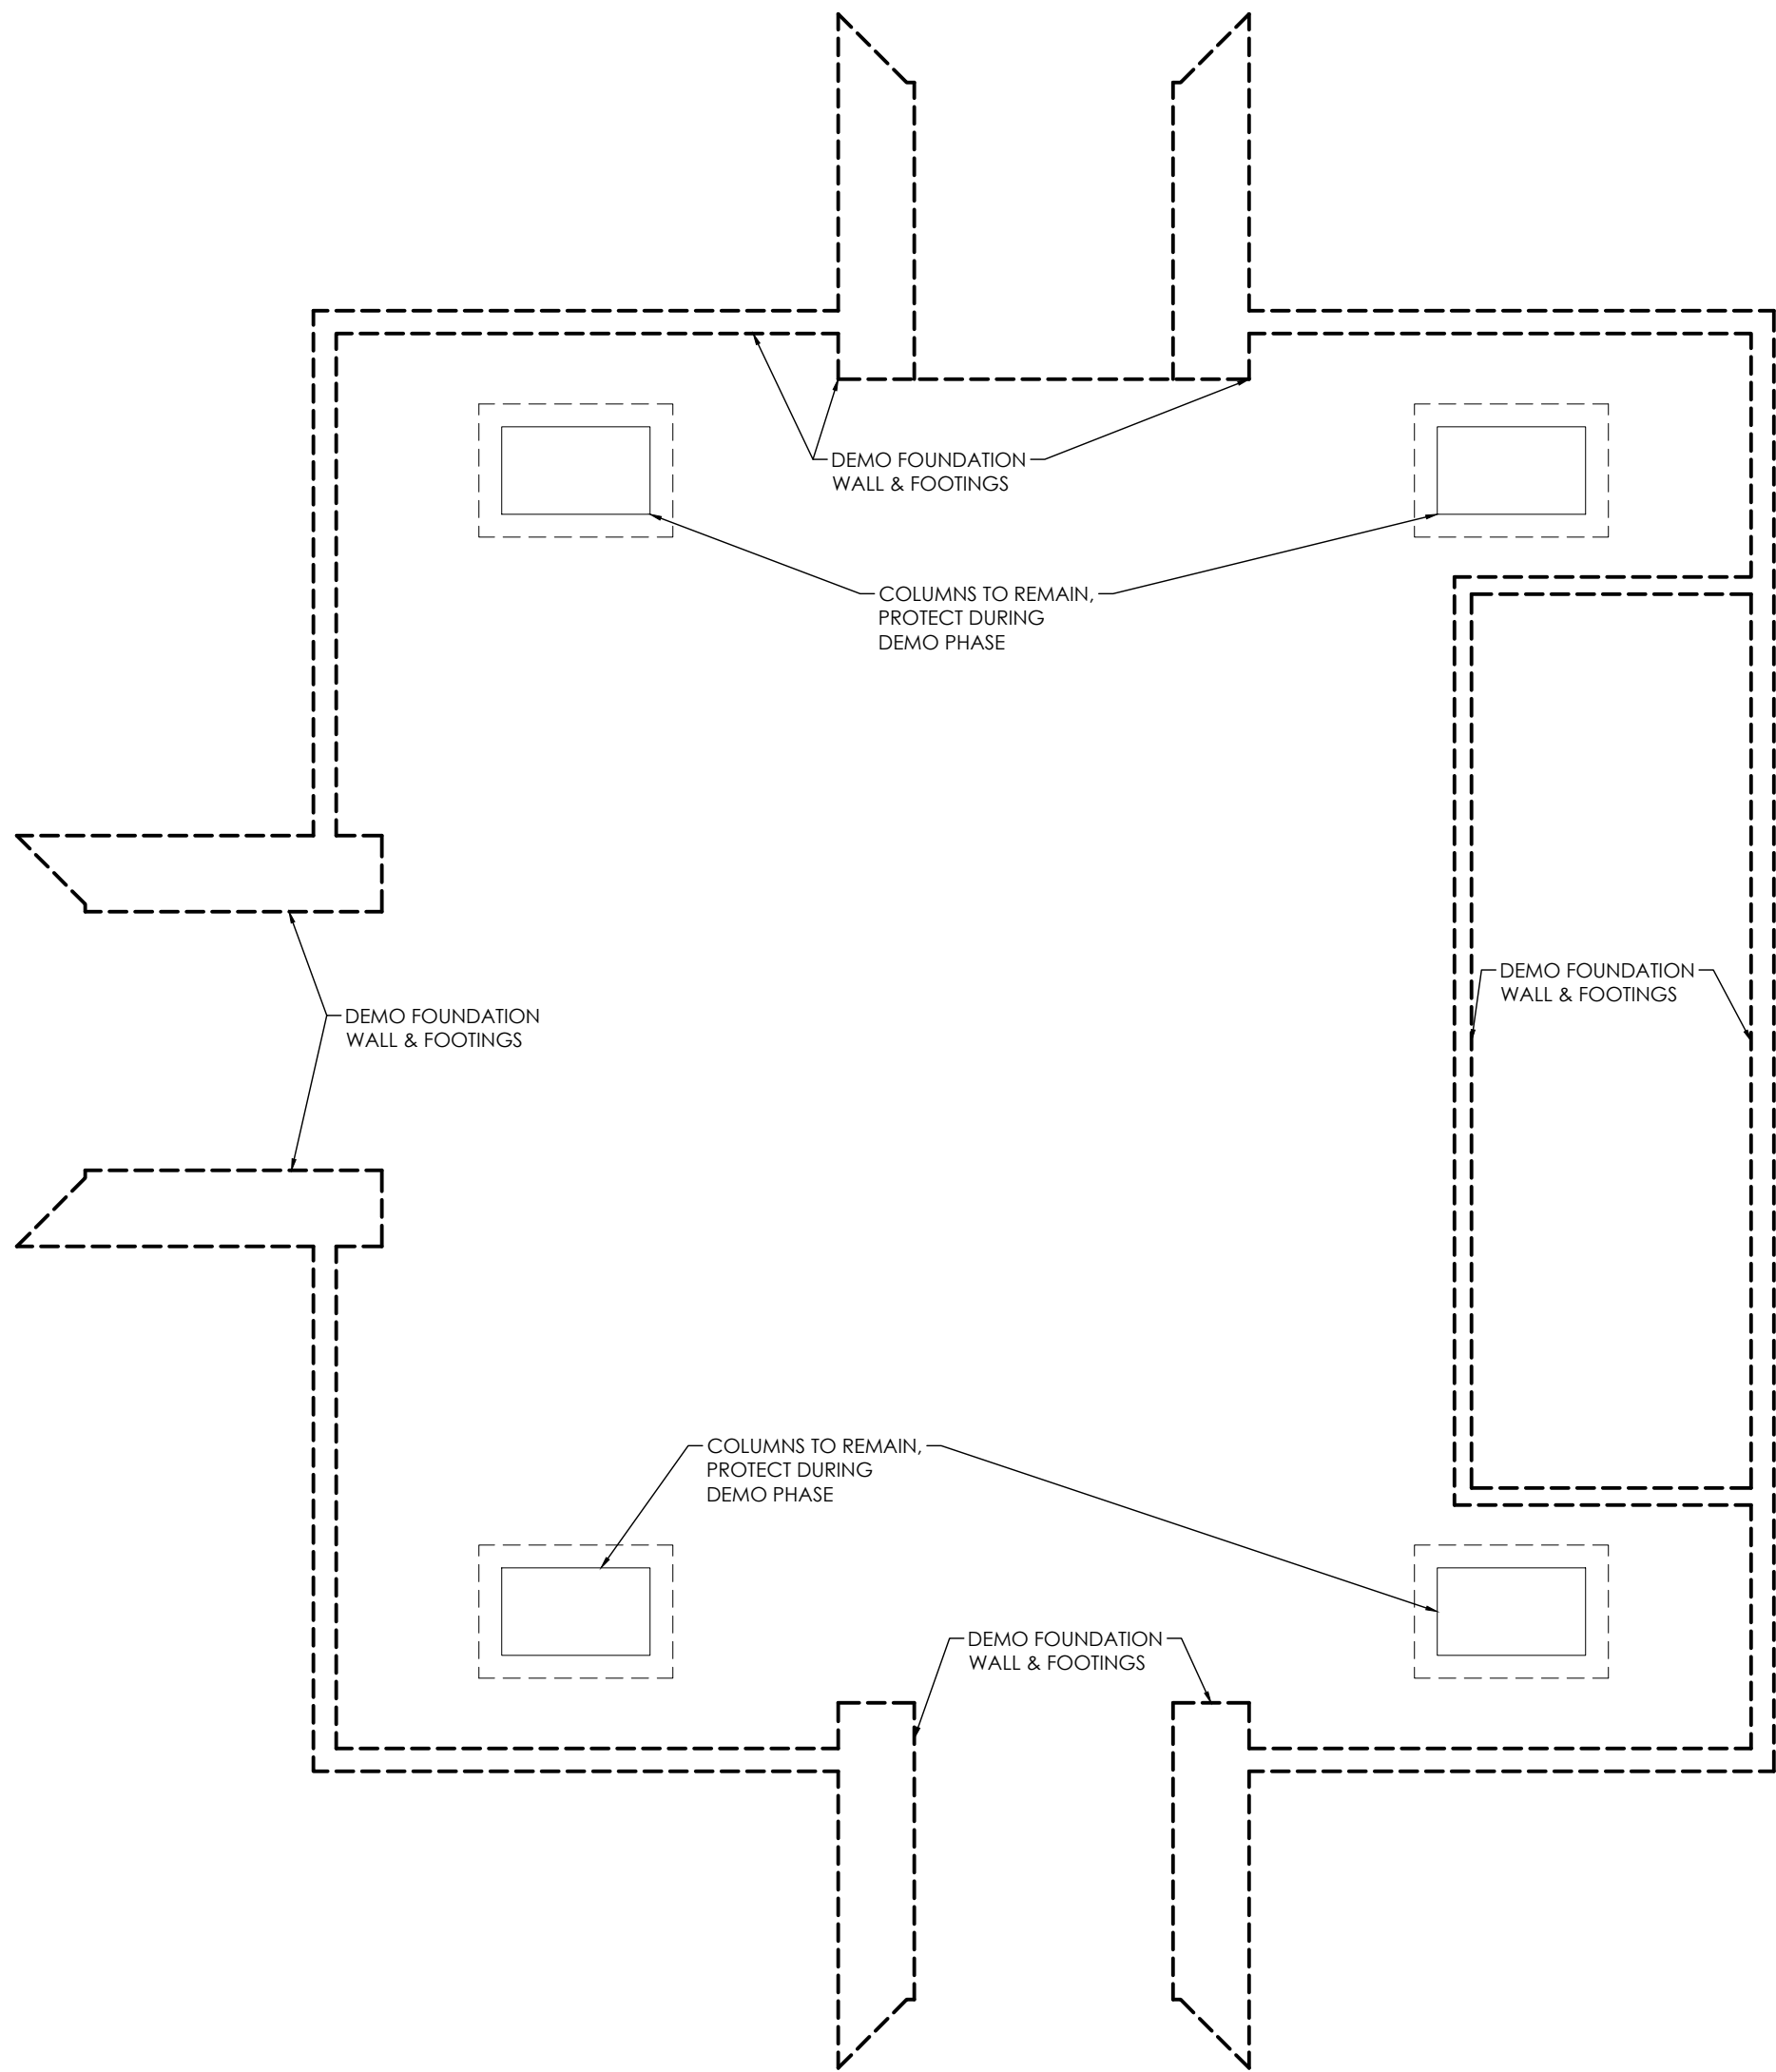 DEMO FOUNDATION
WALL & FOOTINGS
COLUMNS TO REMAIN,
PROTECT DURING
DEMO PHASE
DEMO FOUNDATION
WALL & FOOTINGS
DEMO FOUNDATION
WALL & FOOTINGS
COLUMNS TO REMAIN,
PROTECT DURING
DEMO PHASE
DEMO FOUNDATION
WALL & FOOTINGS